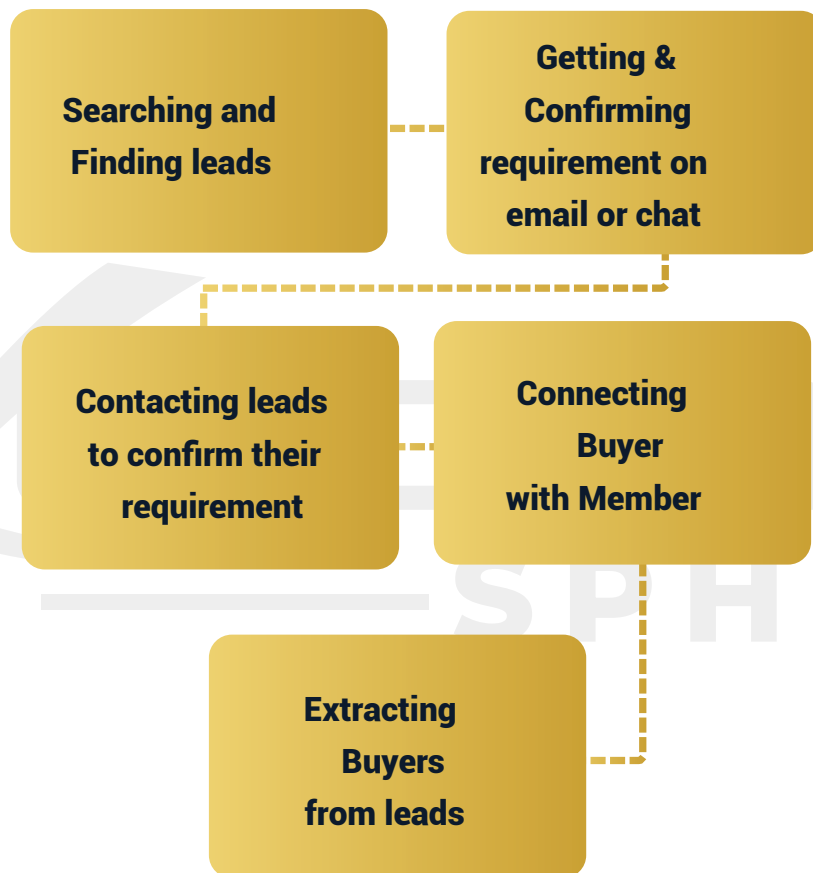 Searching and
Finding leads
Getting &
Confirming
requirement on
email or chat
Contacting leads
to confirm their
requirement
Connecting
Buyer
with Member
SPH
Extracting
Buyers
from leads